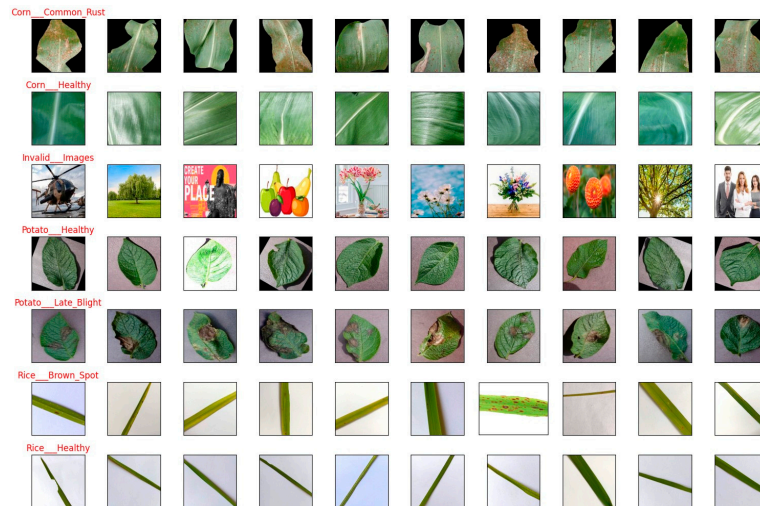 Corn___Common_Rust
Corn___Healthy
Invalid___Images
CREATE
YOUR
PLACE
Potato___Healthy
Potato___Late_Blight
Rice___Brown_Spot
Rice___Healthy